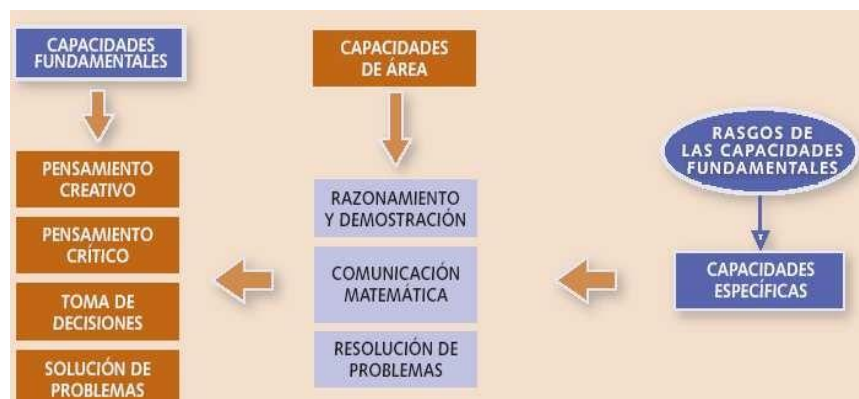 CAPACIDADES
FUNDAMENTALES
PENSAMIENTO
CREATIVO
PENSAMIENTO
CRÍTICO
TOMA DE
DECISIONES
SOLUCIÓN DE
PROBLEMAS
CAPACIDADES
DE ÁREA
RAZONAMIENTO
Y DEMOSTRACIÓN
COMUNICACIÓN
MATEMÁTICA
RESOLUCIÓN DE
PROBLEMAS
RASGOS DE
LAS CAPACIDADES
FUNDAMENTALES
CAPACIDADES
ESPECÍFICAS